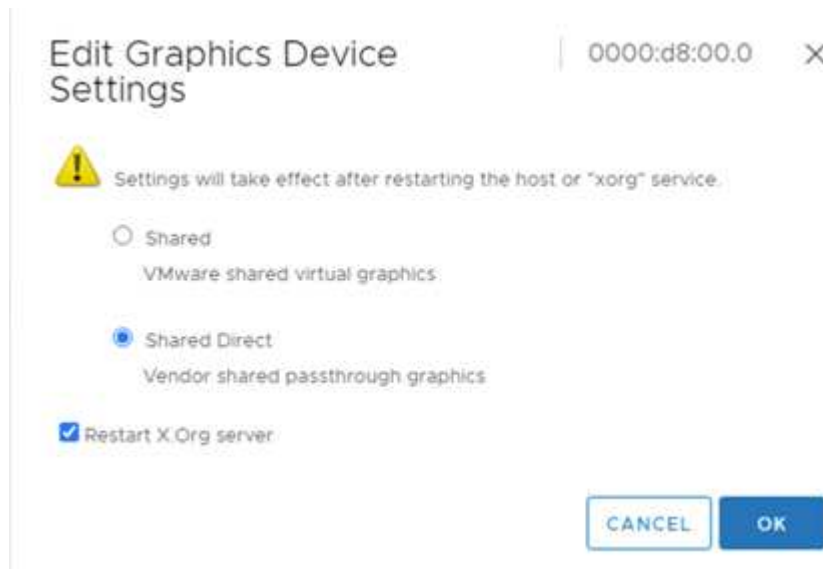 Edit Graphics Device
Settings
0000:d8:00.0
Settings will take effect after restarting the host or "xorg" service.
Shared
VMware shared virtual graphics
Shared Direct
Vendor shared passthrough graphics
Restart X.Org server
CANCEL
OK